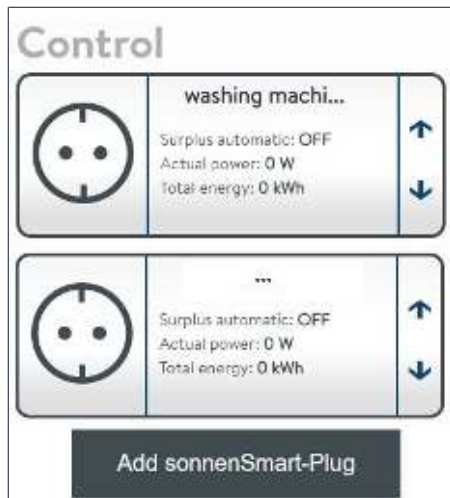 Control
washing machi...
Surplus automatic: OFF
Actual power: 0 W
Total energy: 0 kWh
...
Surplus automatic: OFF
Actual power: 0 W
Total energy: 0 kWh
Add sonnenSmart-Plug